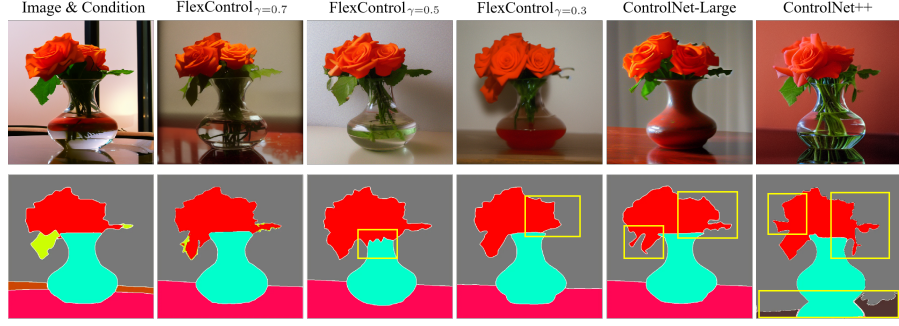 Image & Condition FlexControlγ=0.7 FlexControlγ=0.5 FlexControlγ=0.3 ControlNet-Large ControlNet++